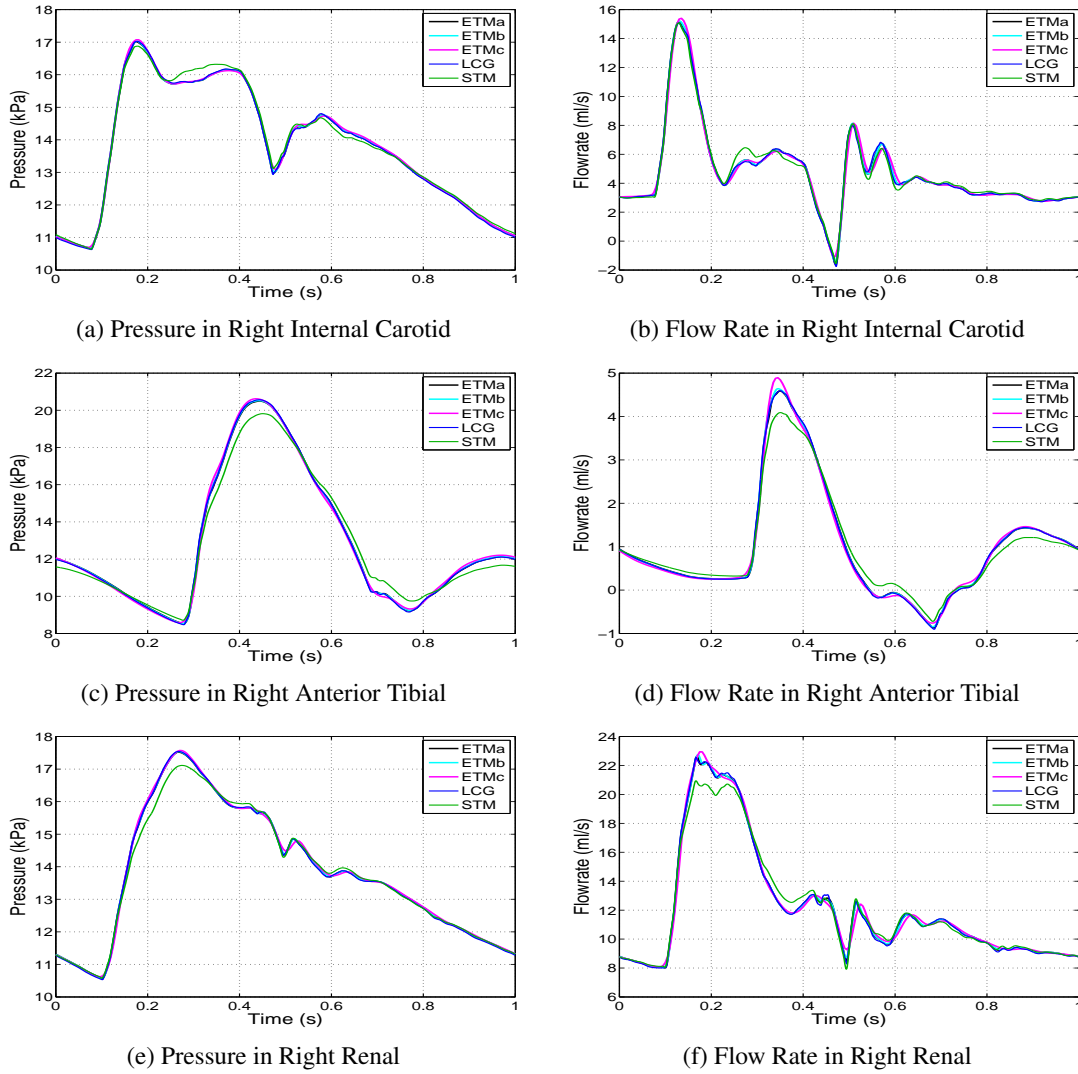 18
17
16
15
14
13
12
11
10
Pressure (kPa)
0 0.2 0.4 0.6 0.8 1
Time (s)
ETMa
ETMb
ETMc
LCG
STM
(a) Pressure in Right Internal Carotid
16
14
12
10
8
6
4
2
0
−2
Flowrate (ml/s)
0 0.2 0.4 0.6 0.8 1
Time (s)
ETMa
ETMb
ETMc
LCG
STM
(b) Flow Rate in Right Internal Carotid
22
20
18
16
14
12
10
8
Pressure (kPa)
0 0.2 0.4 0.6 0.8 1
Time (s)
ETMa
ETMb
ETMc
LCG
STM
(c) Pressure in Right Anterior Tibial
5
4
3
2
1
0
−1
Flowrate (ml/s)
0 0.2 0.4 0.6 0.8 1
Time (s)
ETMa
ETMb
ETMc
LCG
STM
(d) Flow Rate in Right Anterior Tibial
18
17
16
15
14
13
12
11
10
Pressure (kPa)
0 0.2 0.4 0.6 0.8 1
Time (s)
ETMa
ETMb
ETMc
LCG
STM
(e) Pressure in Right Renal
24
22
20
18
16
14
12
10
8
6
Flowrate (ml/s)
0 0.2 0.4 0.6 0.8 1
Time (s)
ETMa
ETMb
ETMc
LCG
STM
(f) Flow Rate in Right Renal